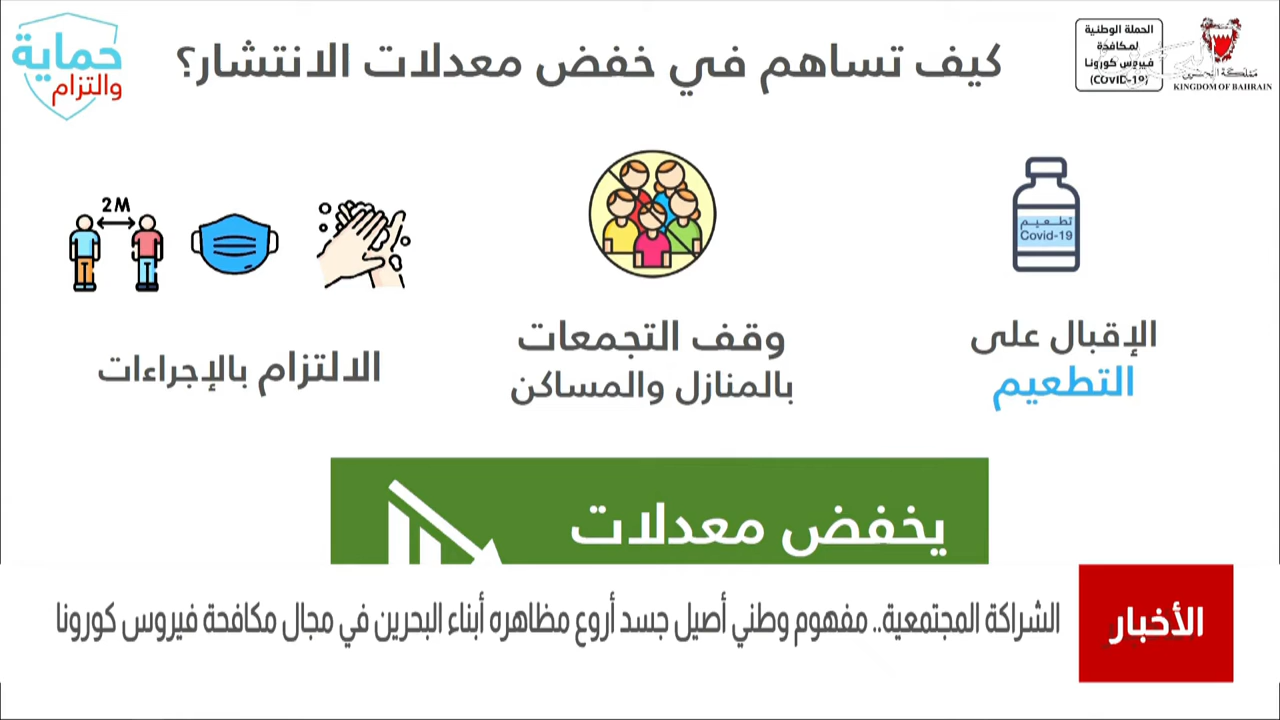 حماية
والتزام
كيف تساهم في خفض معدلات الانتشار؟
الحملة الوطنية
لمكافحة
فيروس كورونا
(COVID-19)
مملكة البحرين
KINGDOM OF BAHRAIN
تطعيم
Covid-19
الإقبال على
التطعيم
وقف التجمعات
بالمنازل والمساكن
2M
الالتزام بالإجراءات
يخفض معدلات
الأخبار
الشراكة المجتمعية.. مفهوم وطني أصيل جسد أروع مظاهره أبناء البحرين في مجال مكافحة فيروس كورونا